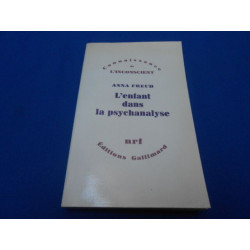 Connaissance
de
L'INCONSCIENT
ANNA FREUD
L'enfant
dans
la psychanalyse
nrf
Éditions Gallimard